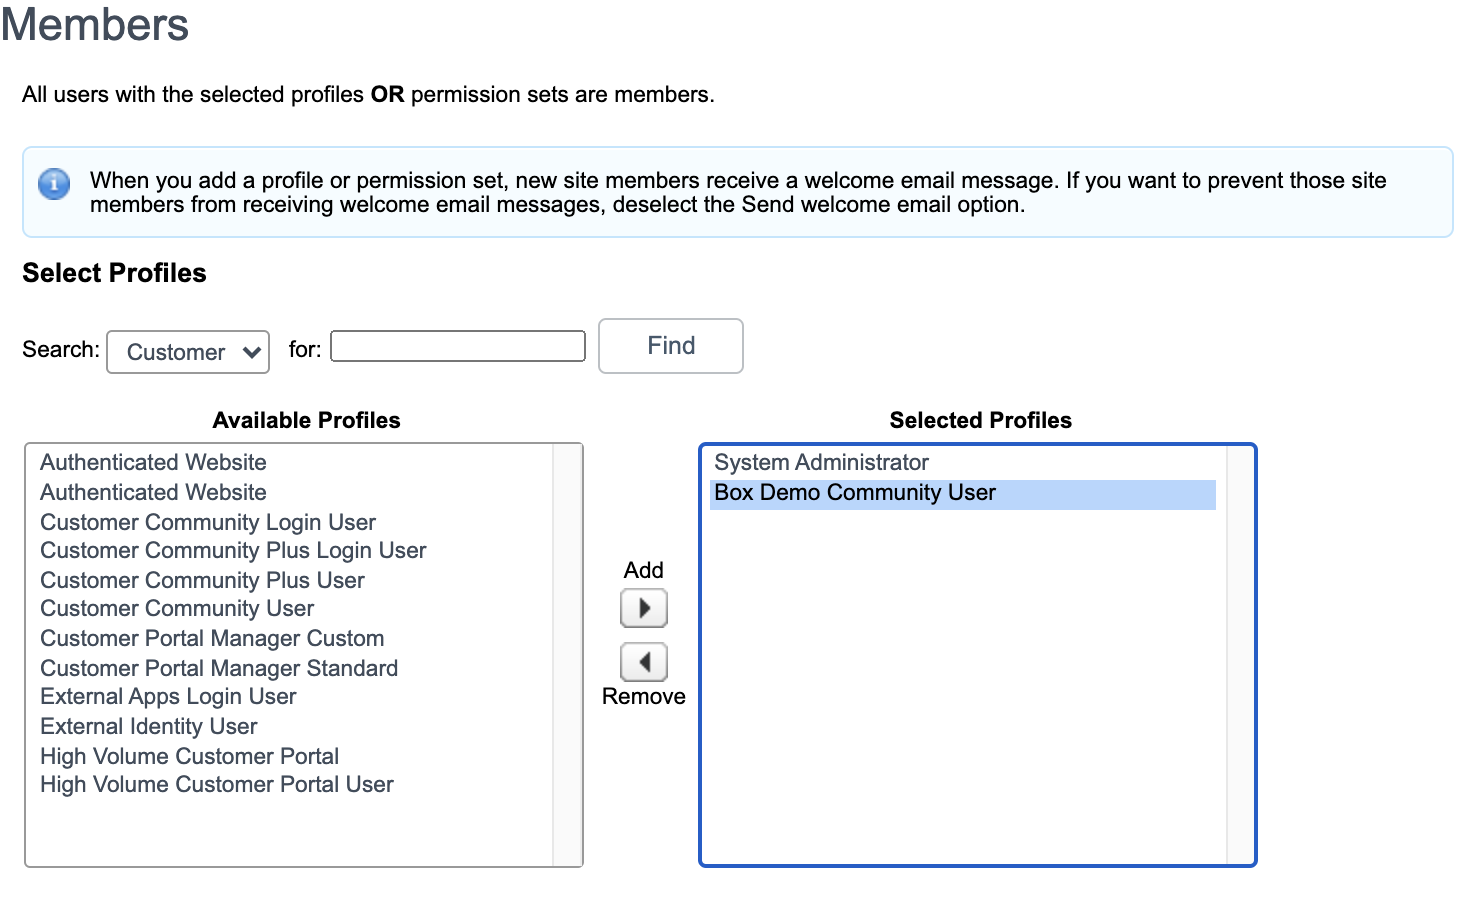 Members
All users with the selected profiles OR permission sets are members.
When you add a profile or permission set, new site members receive a welcome email message. If you want to prevent those site
members from receiving welcome email messages, deselect the Send welcome email option.
Select Profiles
Search: Customer for: Find
Available Profiles
Authenticated Website
Authenticated Website
Customer Community Login User
Customer Community Plus Login User
Customer Community Plus User
Customer Community User
Customer Portal Manager Custom
Customer Portal Manager Standard
External Apps Login User
External Identity User
High Volume Customer Portal
High Volume Customer Portal User
Add
Remove
Selected Profiles
System Administrator
Box Demo Community User